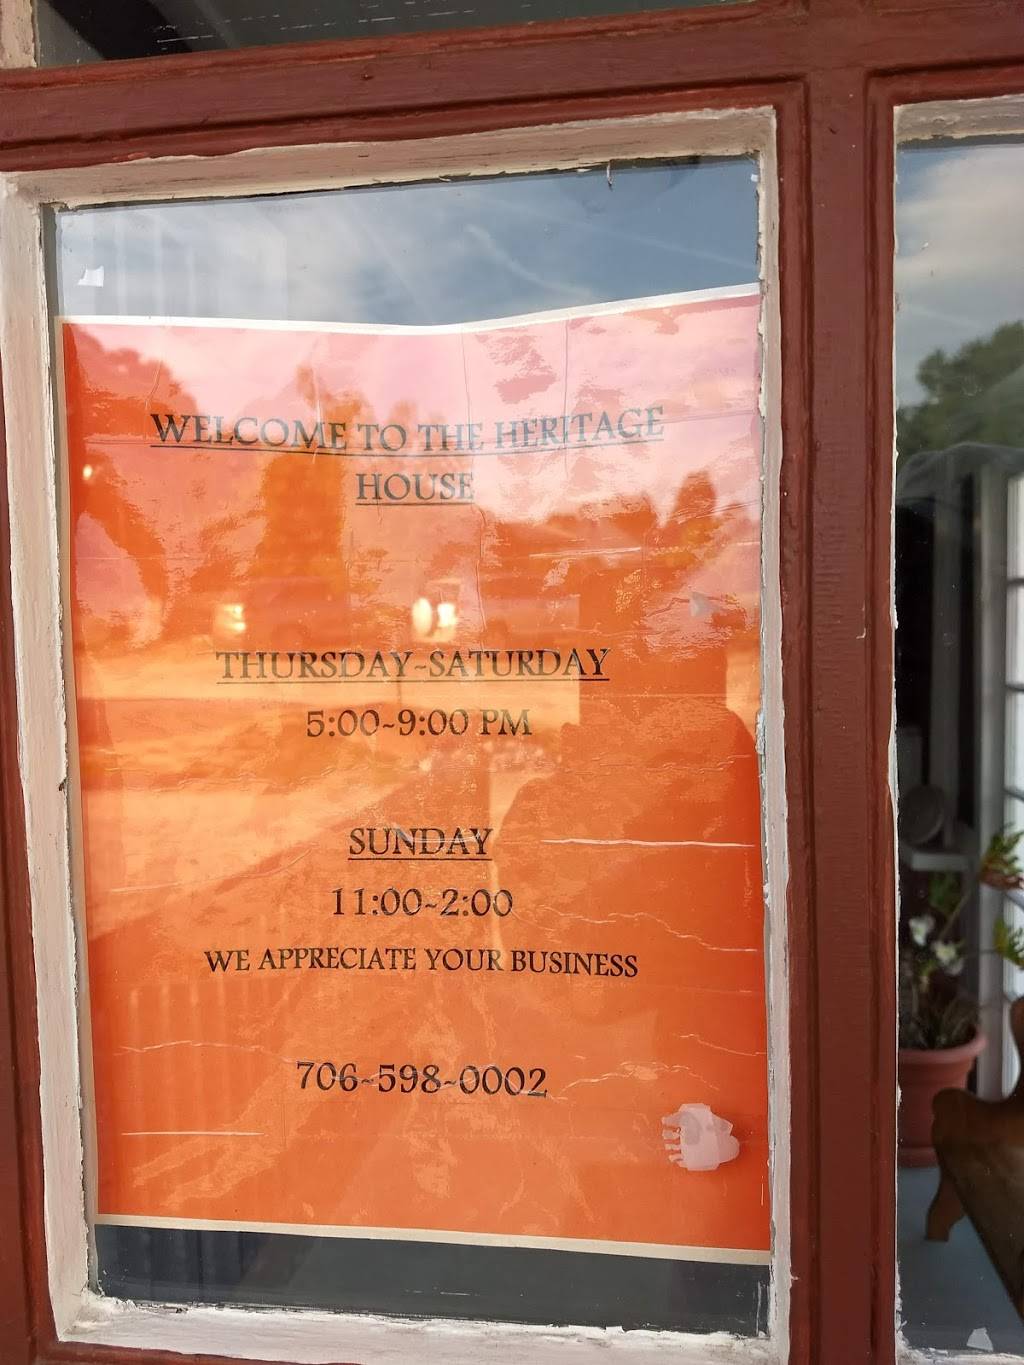 WELCOME TO THE HERITAGE
HOUSE
THURSDAY~SATURDAY
5:00~9:00 PM
SUNDAY
11:00~2:00
WE APPRECIATE YOUR BUSINESS
706~598~0002